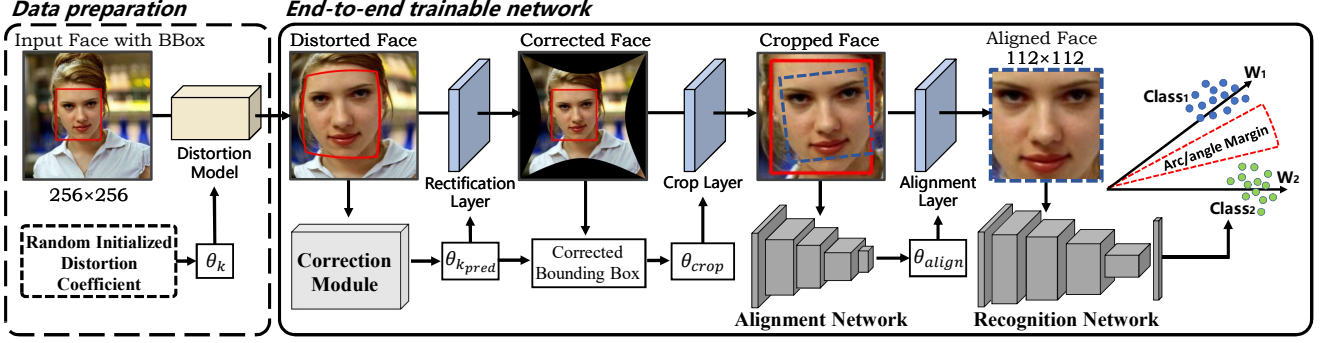 Data preparation
End-to-end trainable network
Input Face with BBox
Distorted Face
Corrected Face
Cropped Face
Aligned Face
112×112
W1
Class1
Arc/angle Margin
W2
Class2
Distortion
Model
256×256
Rectification
Layer
Crop Layer
Alignment
Layer
Random Initialized
Distortion
Coefficient
θk
Correction
Module
θkpred
Corrected
Bounding Box
θcrop
θalign
Alignment Network
Recognition Network